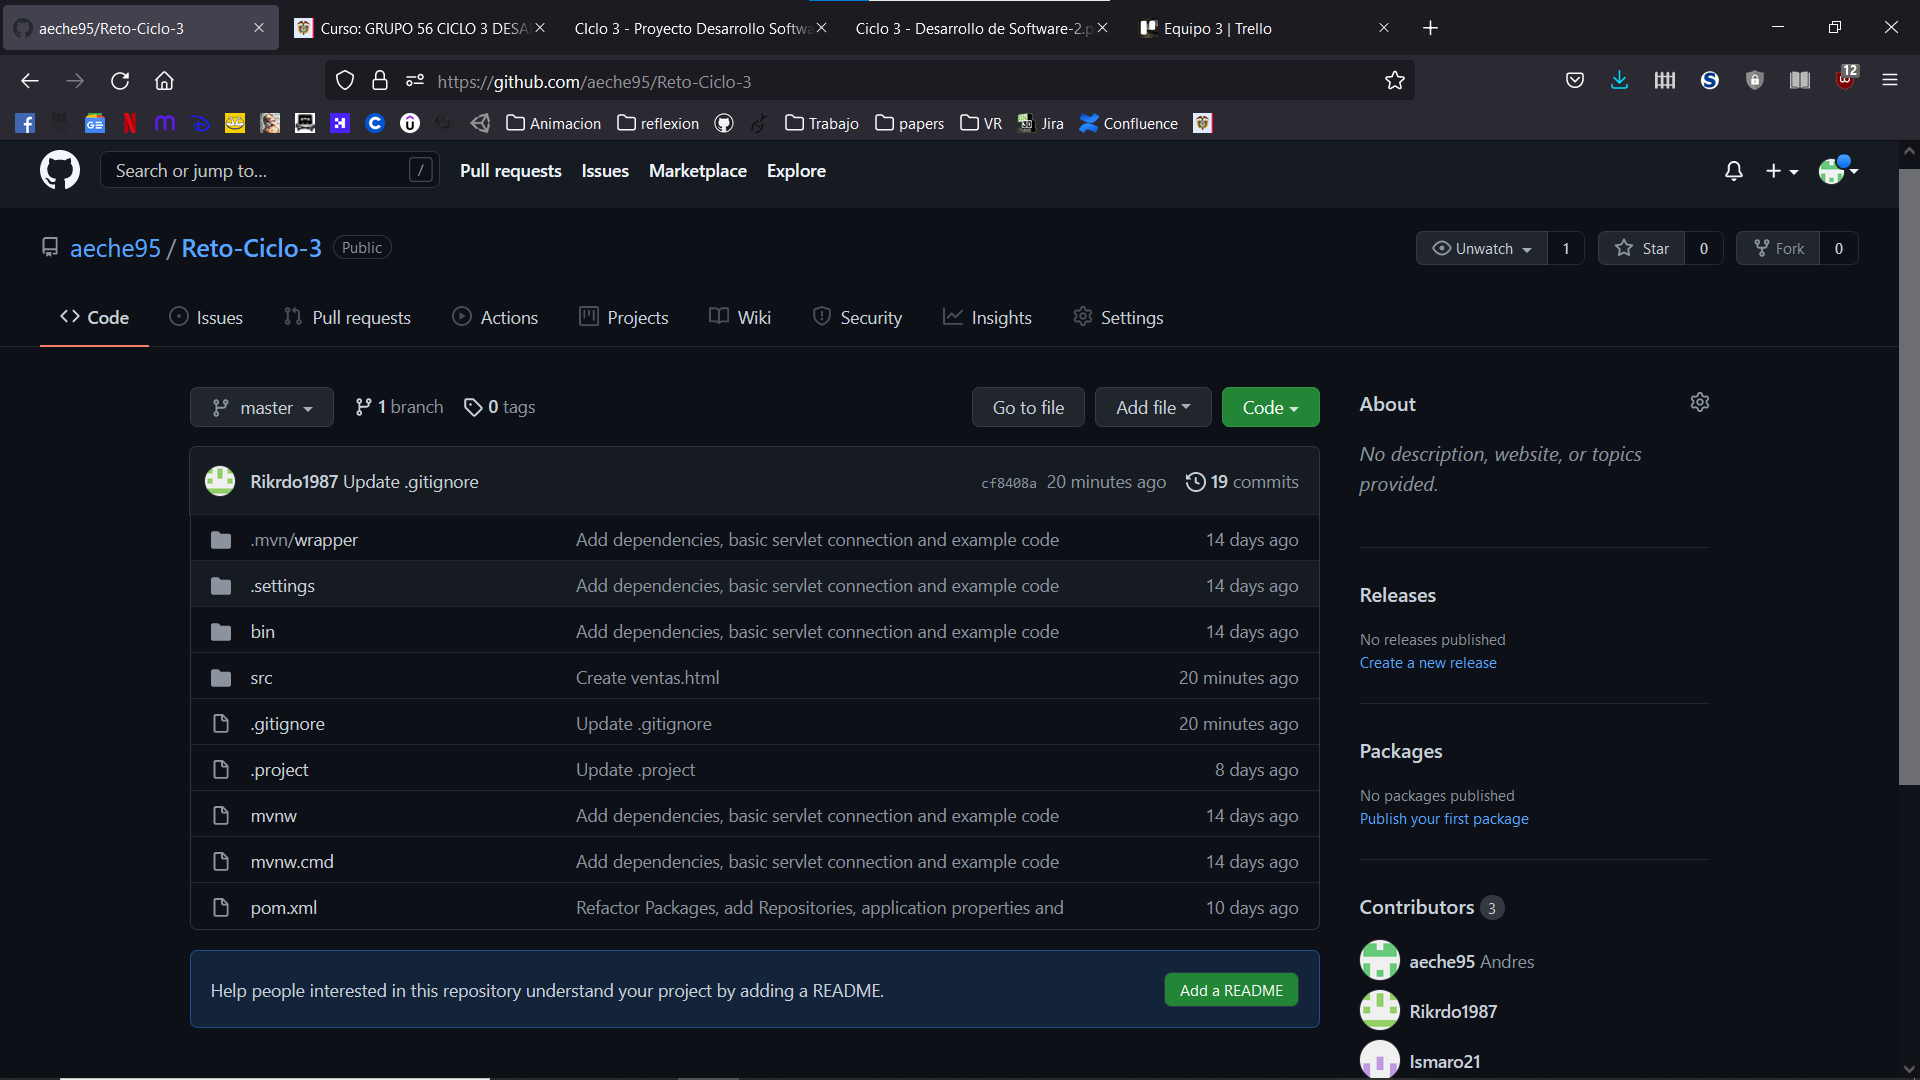 aeche95/Reto-Ciclo-3
Curso: GRUPO 56 CICLO 3 DESA
CIclo 3 - Proyecto Desarrollo Softwa
Ciclo 3 - Desarrollo de Software-2.p
Equipo 3 | Trello
https://github.com/aeche95/Reto-Ciclo-3
12
Animacion
reflexion
Trabajo
papers
VR
Jira
Confluence
Search or jump to...
/
Pull requests
Issues
Marketplace
Explore
aeche95 / Reto-Ciclo-3
Public
Unwatch
1
Star
0
Fork
0
Code
Issues
Pull requests
Actions
Projects
Wiki
Security
Insights
Settings
master
1 branch
0 tags
Go to file
Add file
Code
Rikrdo1987 Update .gitignore
cf8408a 20 minutes ago
19 commits
.mvn/wrapper
Add dependencies, basic servlet connection and example code
14 days ago
.settings
Add dependencies, basic servlet connection and example code
14 days ago
bin
Add dependencies, basic servlet connection and example code
14 days ago
src
Create ventas.html
20 minutes ago
.gitignore
Update .gitignore
20 minutes ago
.project
Update .project
8 days ago
mvnw
Add dependencies, basic servlet connection and example code
14 days ago
mvnw.cmd
Add dependencies, basic servlet connection and example code
14 days ago
pom.xml
Refactor Packages, add Repositories, application properties and
10 days ago
Help people interested in this repository understand your project by adding a README.
Add a README
About
No description, website, or topics
provided.
Releases
No releases published
Create a new release
Packages
No packages published
Publish your first package
Contributors 3
aeche95 Andres
Rikrdo1987
Ismaro21